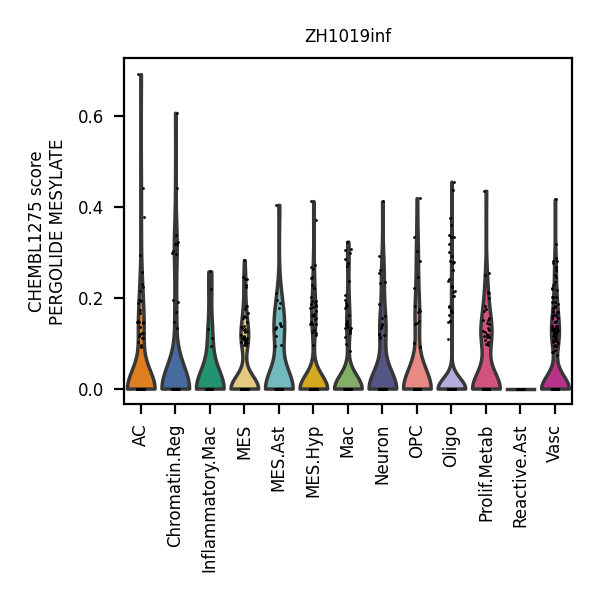 ZH1019inf
CHEMBL1275 score
PERGOLIDE MESYLATE
0.6
0.4
0.2
0.0
AC
Chromatin.Reg
Inflammatory.Mac
MES
MES.Ast
MES.Hyp
Mac
Neuron
OPC
Oligo
Prolif.Metab
Reactive.Ast
Vasc